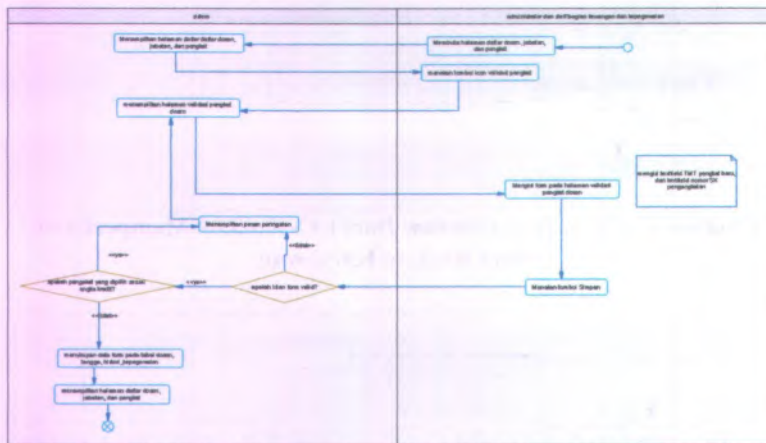 administrator dan staf bagian keuangan dan kepegawaian
Menampilkan halaman daftar daftar dosen,
jabatan, dan pangkat
Membuka halaman daftar dosen, jabatan,
dan pangkat
menekan tombol icon validasi pangkat
menampilkan halaman validasi pangkat
dosen
mengisi textfield TMT pangkat baru,
dan textfield nomor SK
pengangkatan
Mengisi form pada halaman validasi
pangkat dosen
Menampilkan pesan peringatan
<<tidak>>
<<ya>>
apakah pangkat yang dipilih sesuai
angka kredit?
<<ya>>
apakah isian form valid?
Menekan tombol Simpan
<<tidak>>
menyimpan data form pada tabel dosen,
kepegawaian
menampilkan halaman daftar dosen,
jabatan, dan pangkat